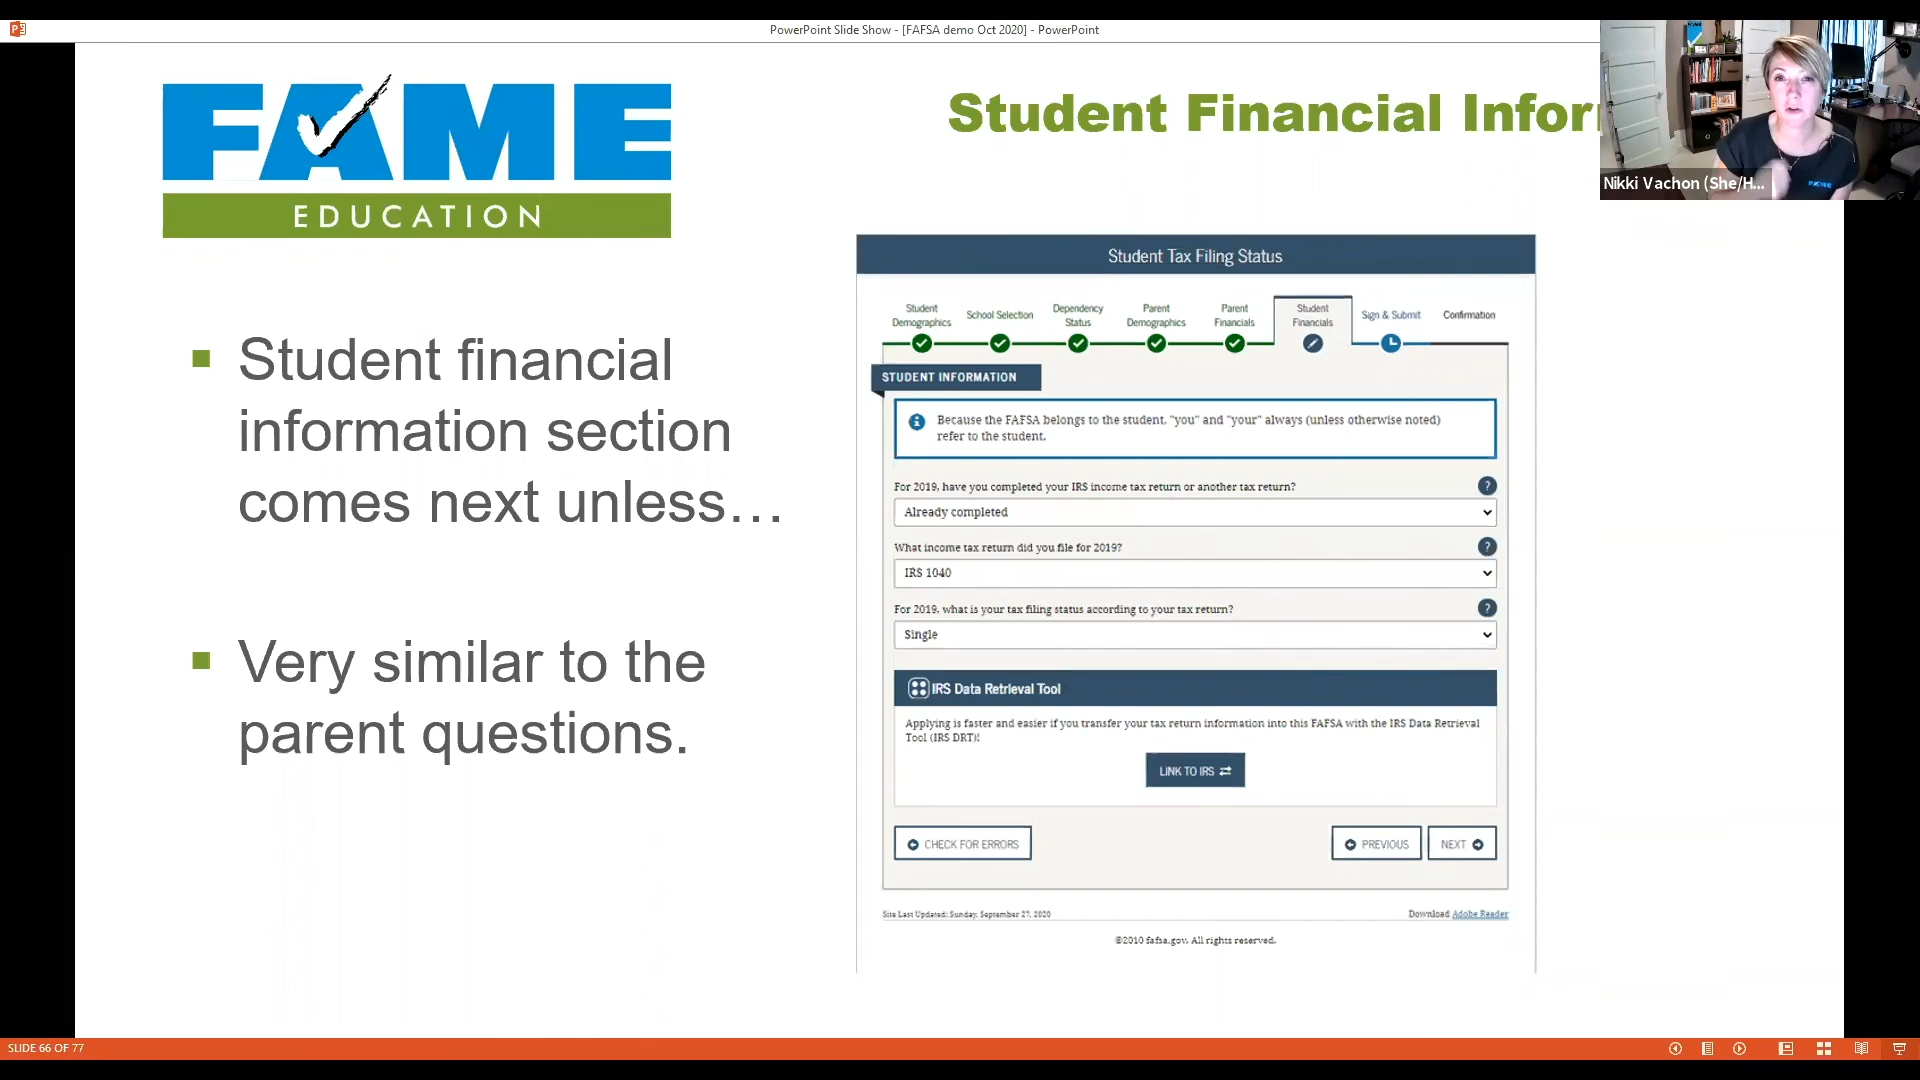 PowerPoint Slide Show - [FAFSA demo Oct 2020] - PowerPoint
FAME
EDUCATION
Student Financial Infor
Nikki Vachon (She/H...
FAME
Student financial
information section
comes next unless…
Very similar to the
parent questions.
Student Tax Filing Status
Student Demographics
School Selection
Dependency Status
Parent Demographics
Parent Financials
Student Financials
Sign & Submit
Confirmation
STUDENT INFORMATION
Because the FAFSA belongs to the student, "you" and "your" always (unless otherwise noted)
refer to the student.
For 2019, have you completed your IRS income tax return or another tax return?
Already completed
What income tax return did you file for 2019?
IRS 1040
For 2019, what is your tax filing status according to your tax return?
Single
IRS Data Retrieval Tool
Applying is faster and easier if you transfer your tax return information into this FAFSA with the IRS Data Retrieval
Tool (IRS DRT)!
LINK TO IRS
CHECK FOR ERRORS
PREVIOUS
NEXT
Site Last Updated: Sunday, September 27, 2020
Download Adobe Reader
©2010 fafsa.gov. All rights reserved.
SLIDE 66 OF 77